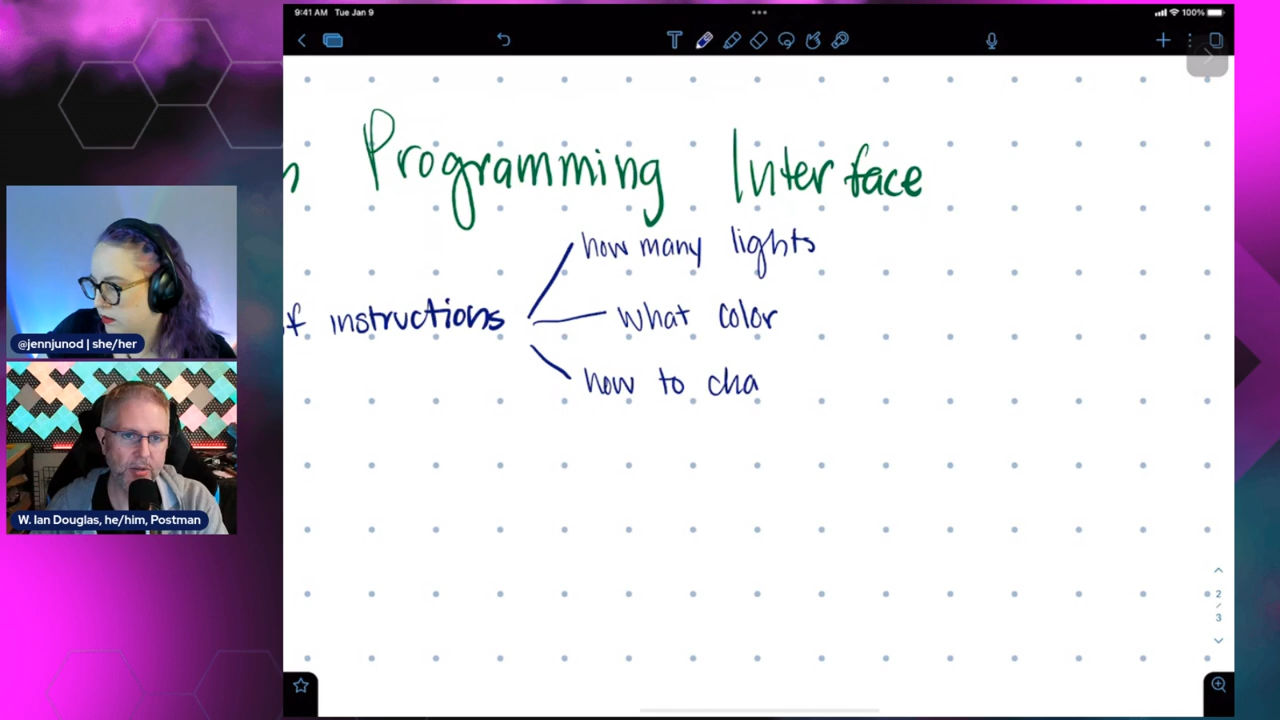 9:41 AM Tue Jan 9
100%
Programming Interface
how many lights
instructions
what color
how to cha
@jennjunod | she/her
W. Ian Douglas, he/him, Postman
2
/
3